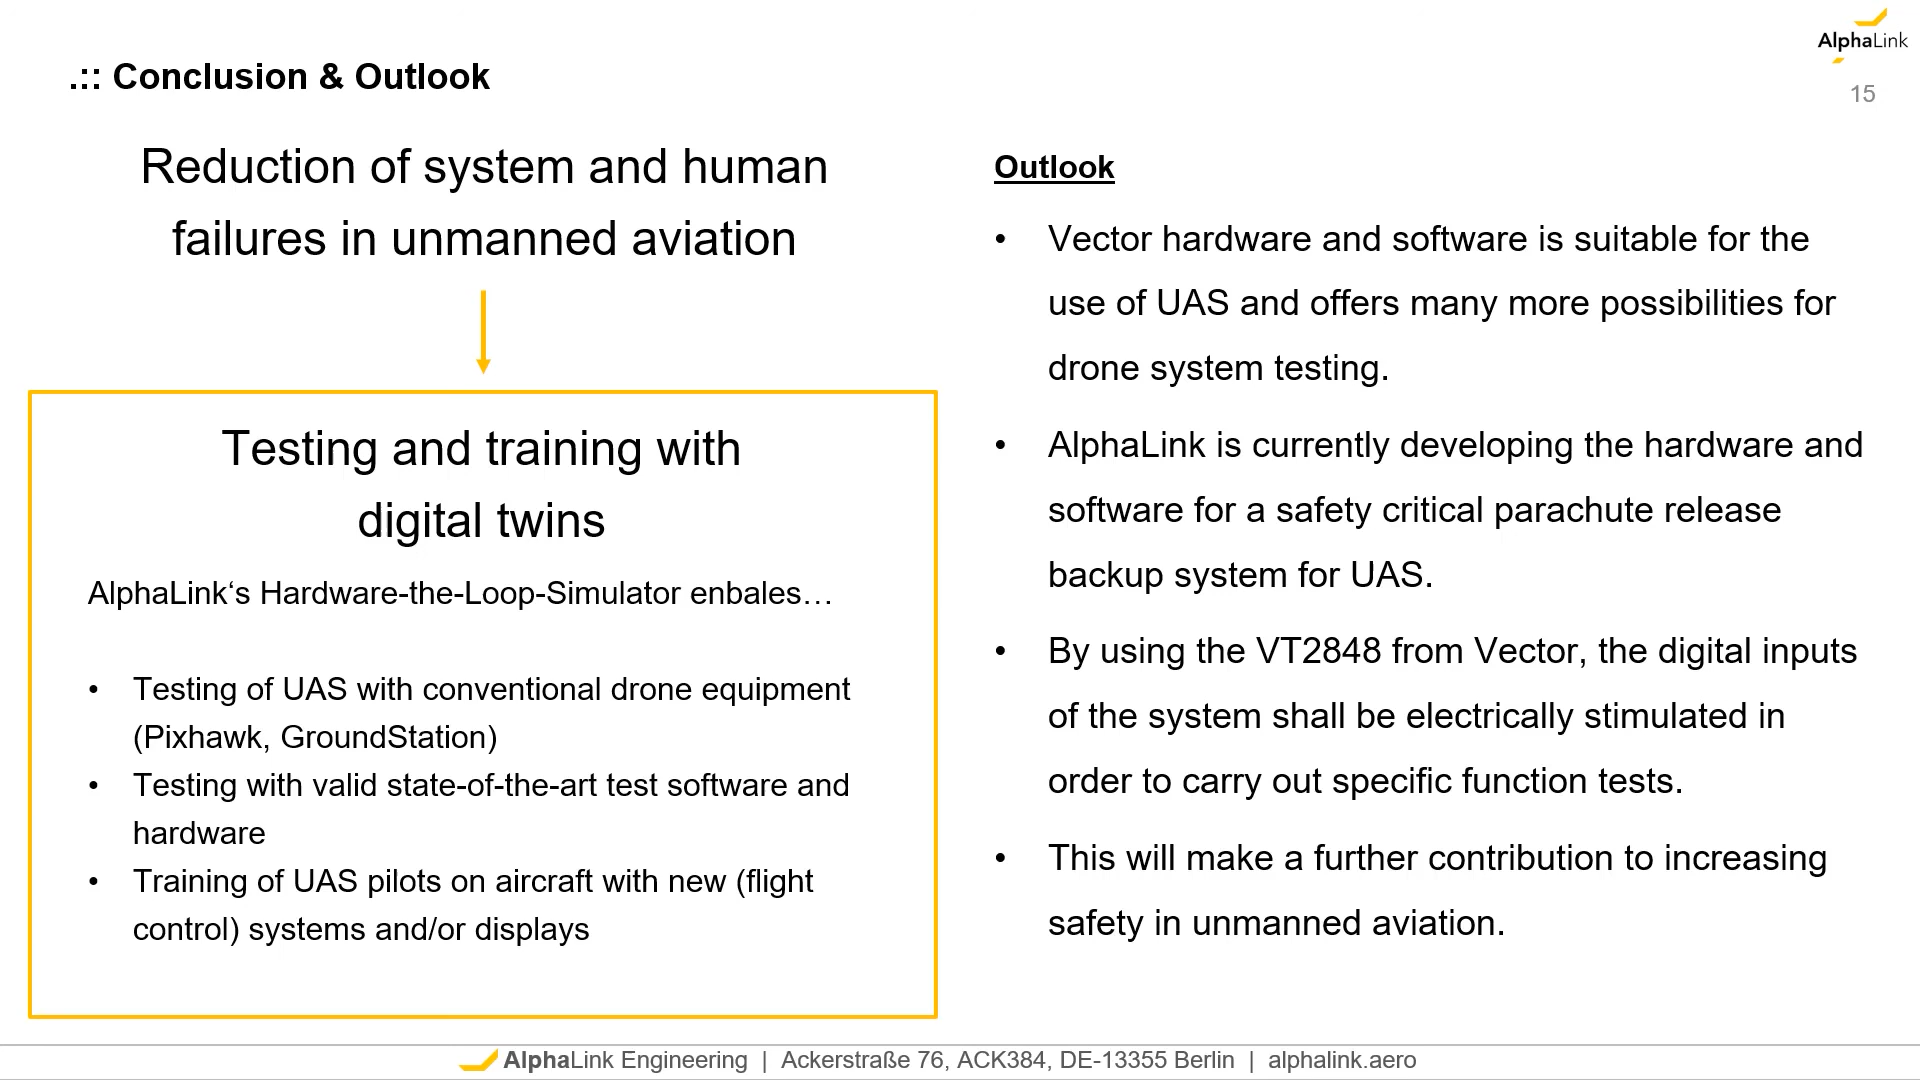 AlphaLink
.:: Conclusion & Outlook
15
Reduction of system and human
failures in unmanned aviation
Testing and training with
digital twins
AlphaLink‘s Hardware-the-Loop-Simulator enbales…
• Testing of UAS with conventional drone equipment
(Pixhawk, GroundStation)
• Testing with valid state-of-the-art test software and
hardware
• Training of UAS pilots on aircraft with new (flight
control) systems and/or displays
Outlook
• Vector hardware and software is suitable for the
use of UAS and offers many more possibilities for
drone system testing.
• AlphaLink is currently developing the hardware and
software for a safety critical parachute release
backup system for UAS.
• By using the VT2848 from Vector, the digital inputs
of the system shall be electrically stimulated in
order to carry out specific function tests.
• This will make a further contribution to increasing
safety in unmanned aviation.
AlphaLink Engineering | Ackerstraße 76, ACK384, DE-13355 Berlin | alphalink.aero